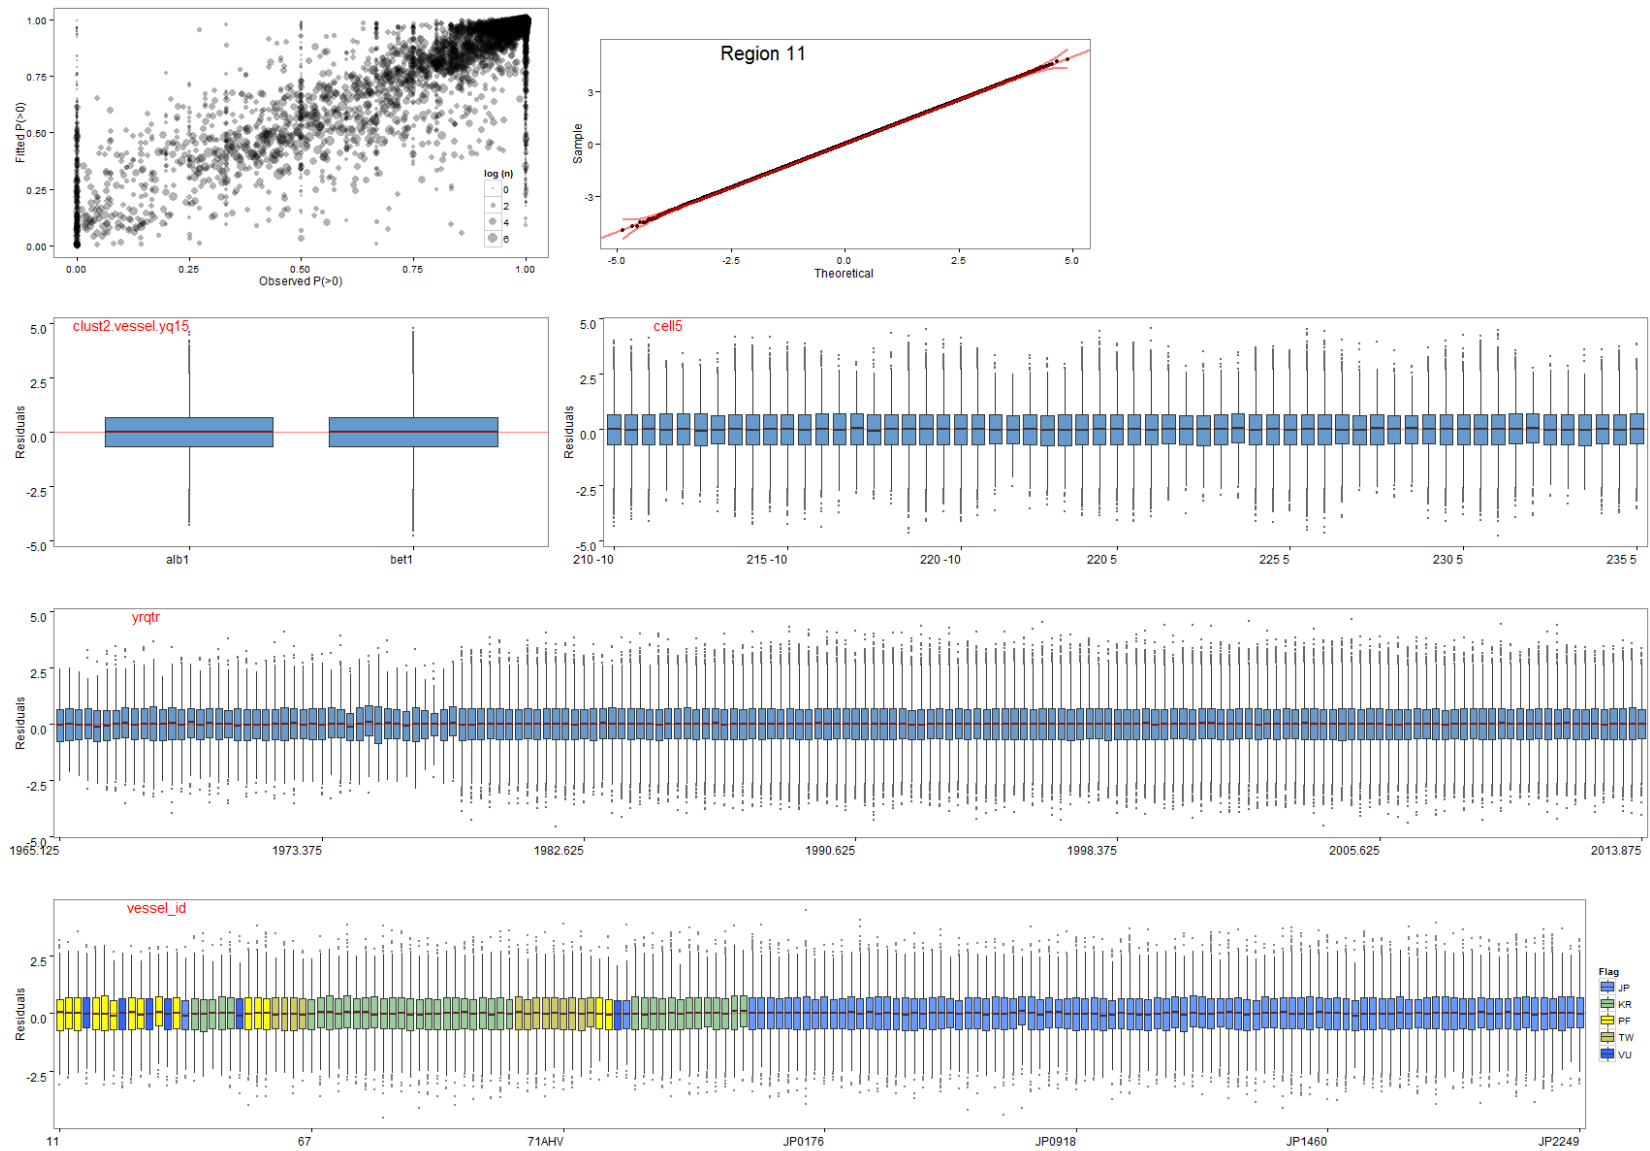 1.00
0.75
0.50
0.25
0.00
Fitted P(>0)
0.00 0.25 0.50 0.75 1.00
Observed P(>0)
log (n)
0
2
4
6
Region 11
3
0
-3
Sample
-5.0 -2.5 0.0 2.5 5.0
Theoretical
clust2.vessel.yq15
5.0
2.5
0.0
-2.5
-5.0
Residuals
alb1 bet1
cell5
5.0
2.5
0.0
-2.5
-5.0
Residuals
210 -10 215 -10 220 -10 220 5 225 5 230 5 235 5
yrqtr
5.0
2.5
0.0
-2.5
-5.0
Residuals
1965.125 1973.375 1982.625 1990.625 1998.375 2005.625 2013.875
vessel_id
2.5
0.0
-2.5
Residuals
11 67 71AHV JP0176 JP0918 JP1460 JP2249
Flag
JP
KR
PF
TW
VU